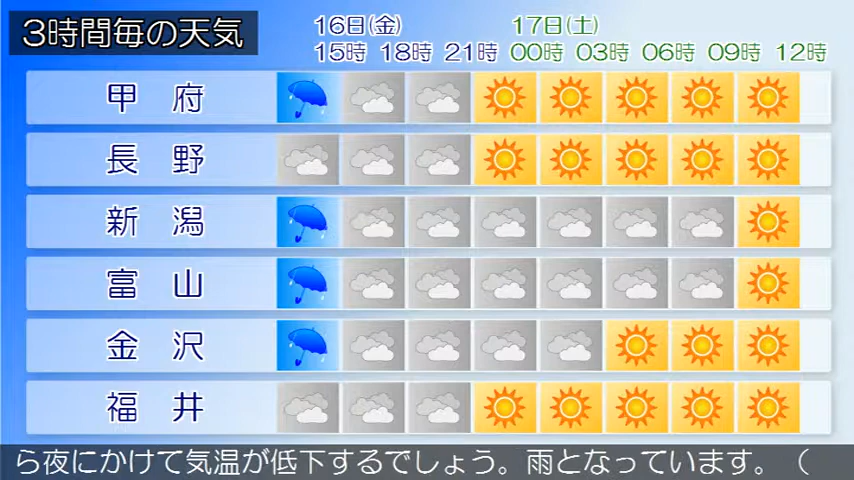 3時間毎の天気
16日(金) 17日(土)
15時 18時 21時 00時 03時 06時 09時 12時
甲府
長野
新潟
富山
金沢
福井
ら夜にかけて気温が低下するでしょう。雨となっています。（